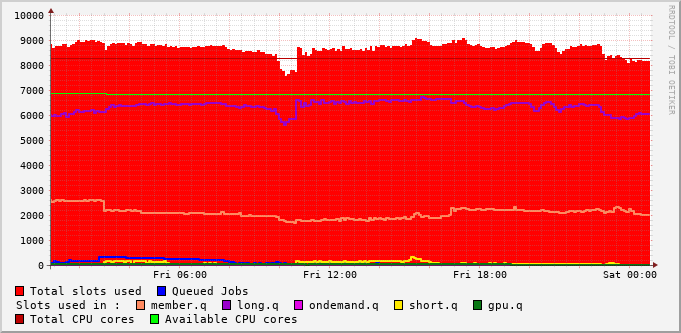 10000
9000
8000
7000
6000
5000
4000
3000
2000
1000
0
Fri 06:00 Fri 12:00 Fri 18:00 Sat 00:00
Total slots used Queued Jobs
Slots used in : member.q long.q ondemand.q short.q gpu.q
Total CPU cores Available CPU cores
RRDTOOL / TOBI OETIKER